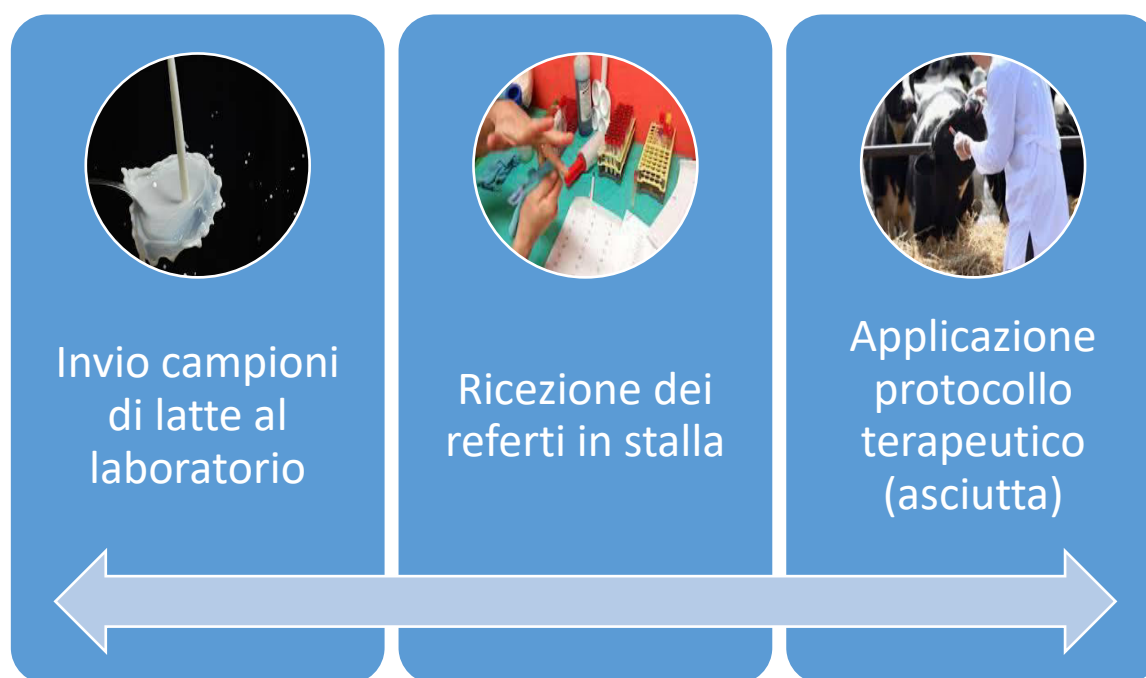 Invio campioni
di latte al
laboratorio
Ricezione dei
referti in stalla
Applicazione
protocollo
terapeutico
(asciutta)